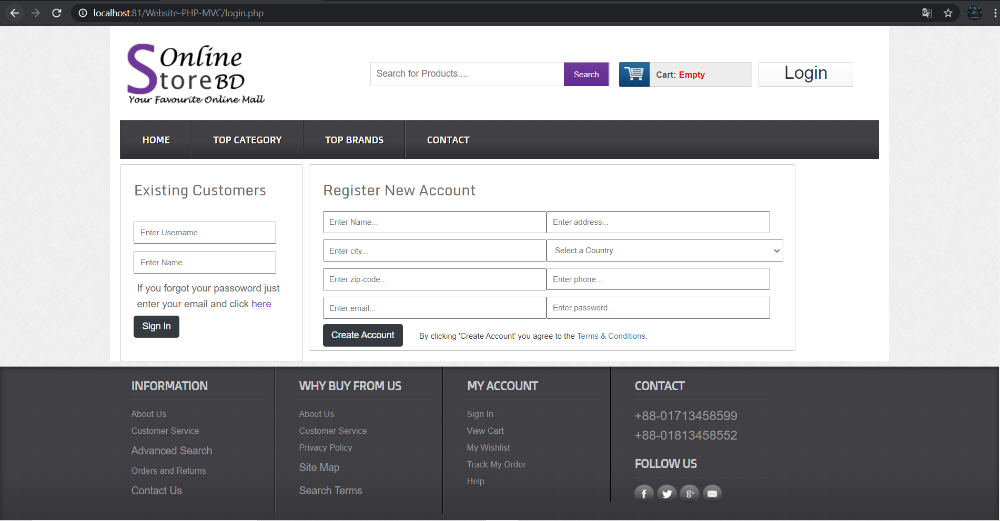 localhost:81/Website-PHP-MVC/login.php
Online
Store BD
Your Favourite Online Mall
Search for Products.... Search Cart: Empty Login
HOME TOP CATEGORY TOP BRANDS CONTACT
Existing Customers
Enter Username...
Enter Name...
If you forgot your passoword just
enter your email and click here
Sign In
Register New Account
Enter Name... Enter address...
Enter city... Select a Country
Enter zip-code... Enter phone...
Enter email... Enter password...
Create Account By clicking 'Create Account' you agree to the Terms & Conditions.
INFORMATION
About Us
Customer Service
Advanced Search
Orders and Returns
Contact Us
WHY BUY FROM US
About Us
Customer Service
Privacy Policy
Site Map
Search Terms
MY ACCOUNT
Sign In
View Cart
My Wishlist
Track My Order
Help
CONTACT
+88-01713458599
+88-01813458552
FOLLOW US